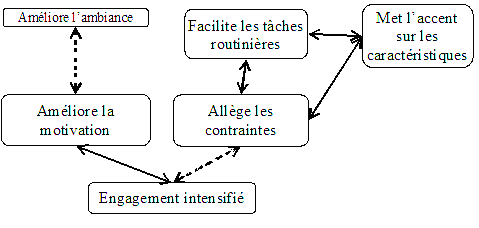 Améliore l'ambiance
Facilite les tâches
routinières
Met l'accent
sur les
caractéristiques
Améliore la
motivation
Allège les
contraintes
Engagement intensifié